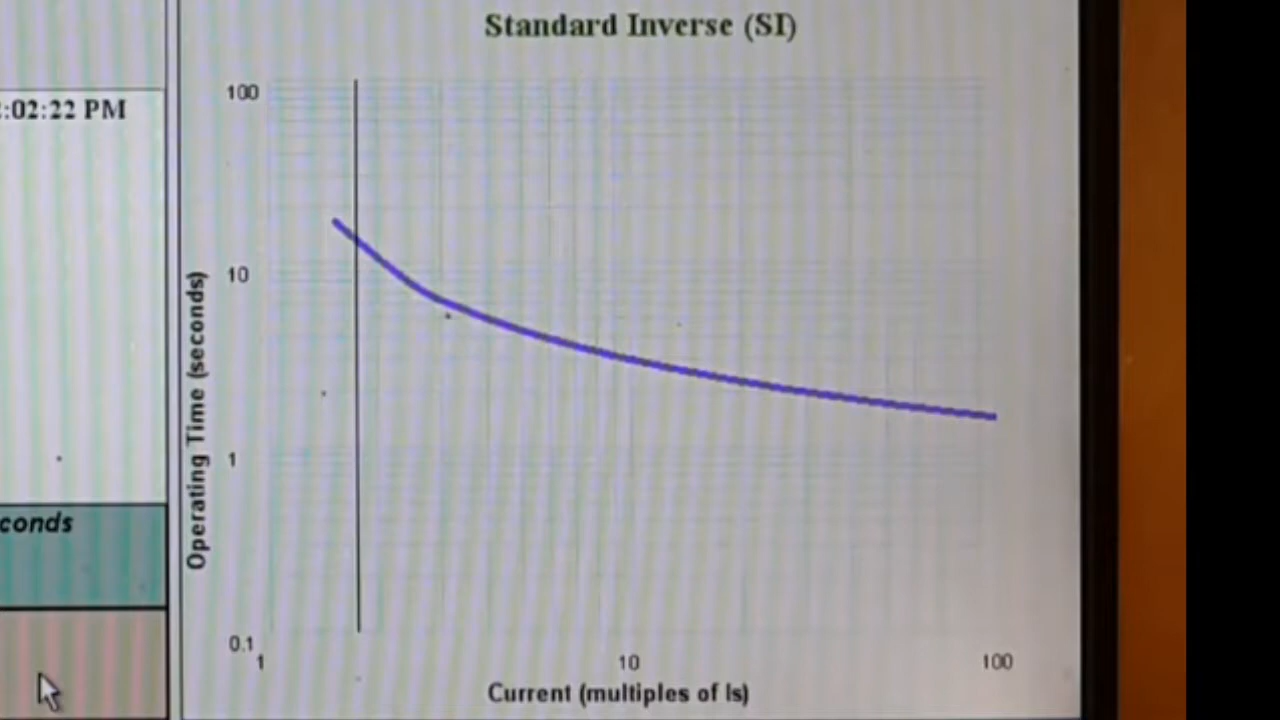 Standard Inverse (SI)
:02:22 PM
100
10
1
0.1
Operating Time (seconds)
conds
1
10
100
Current (multiples of Is)